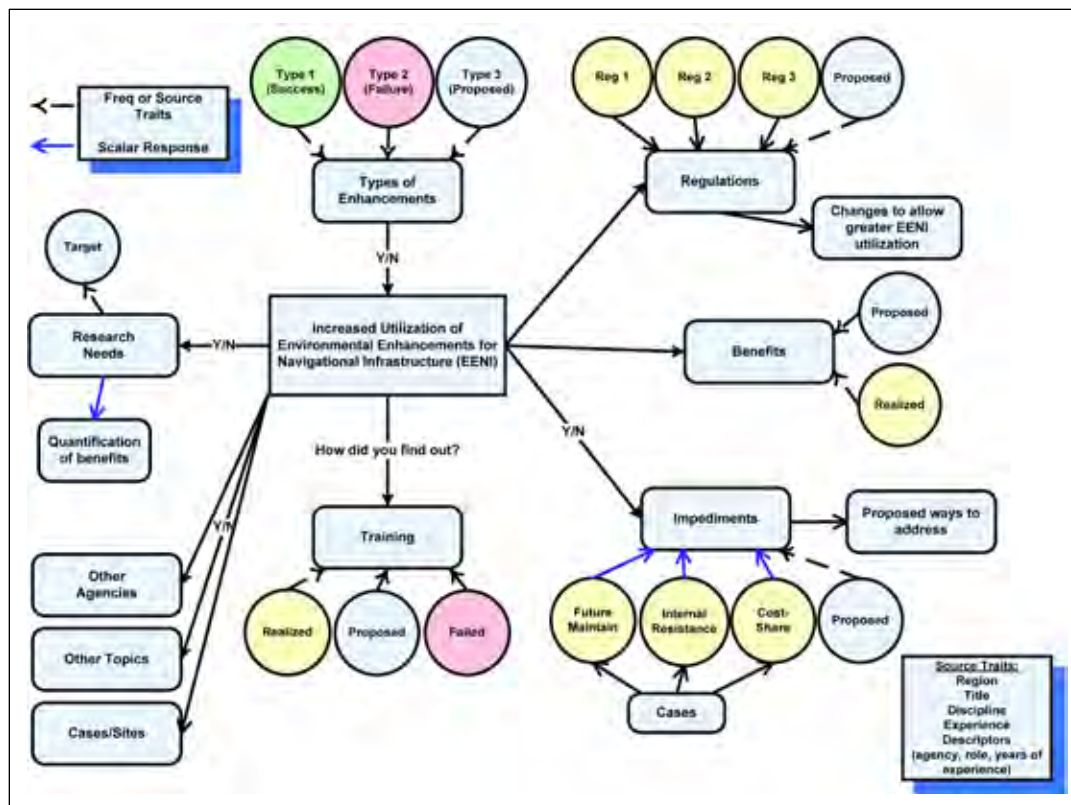 Type 1
(Success)
Type 2
(Failure)
Type 3
(Proposed)
Reg 1
Reg 2
Reg 3
Proposed
Freq or Source
Traits
Scalar Response
Types of
Enhancements
Regulations
Changes to allow
greater EENI
utilization
Y/N
Target
Research
Needs
Y/N
Increased Utilization of
Environmental Enhancements for
Navigational Infrastructure (EENI)
Benefits
Proposed
Realized
Quantification
of benefits
Y/N
How did you find out?
Y/N
Training
Impediments
Proposed ways to
address
Other
Agencies
Other Topics
Cases/Sites
Realized
Proposed
Failed
Future
Maintain
Internal
Resistance
Cost-
Share
Proposed
Cases
Source Traits:
Region
Title
Discipline
Experience
Descriptors
(agency, role, years of
experience)